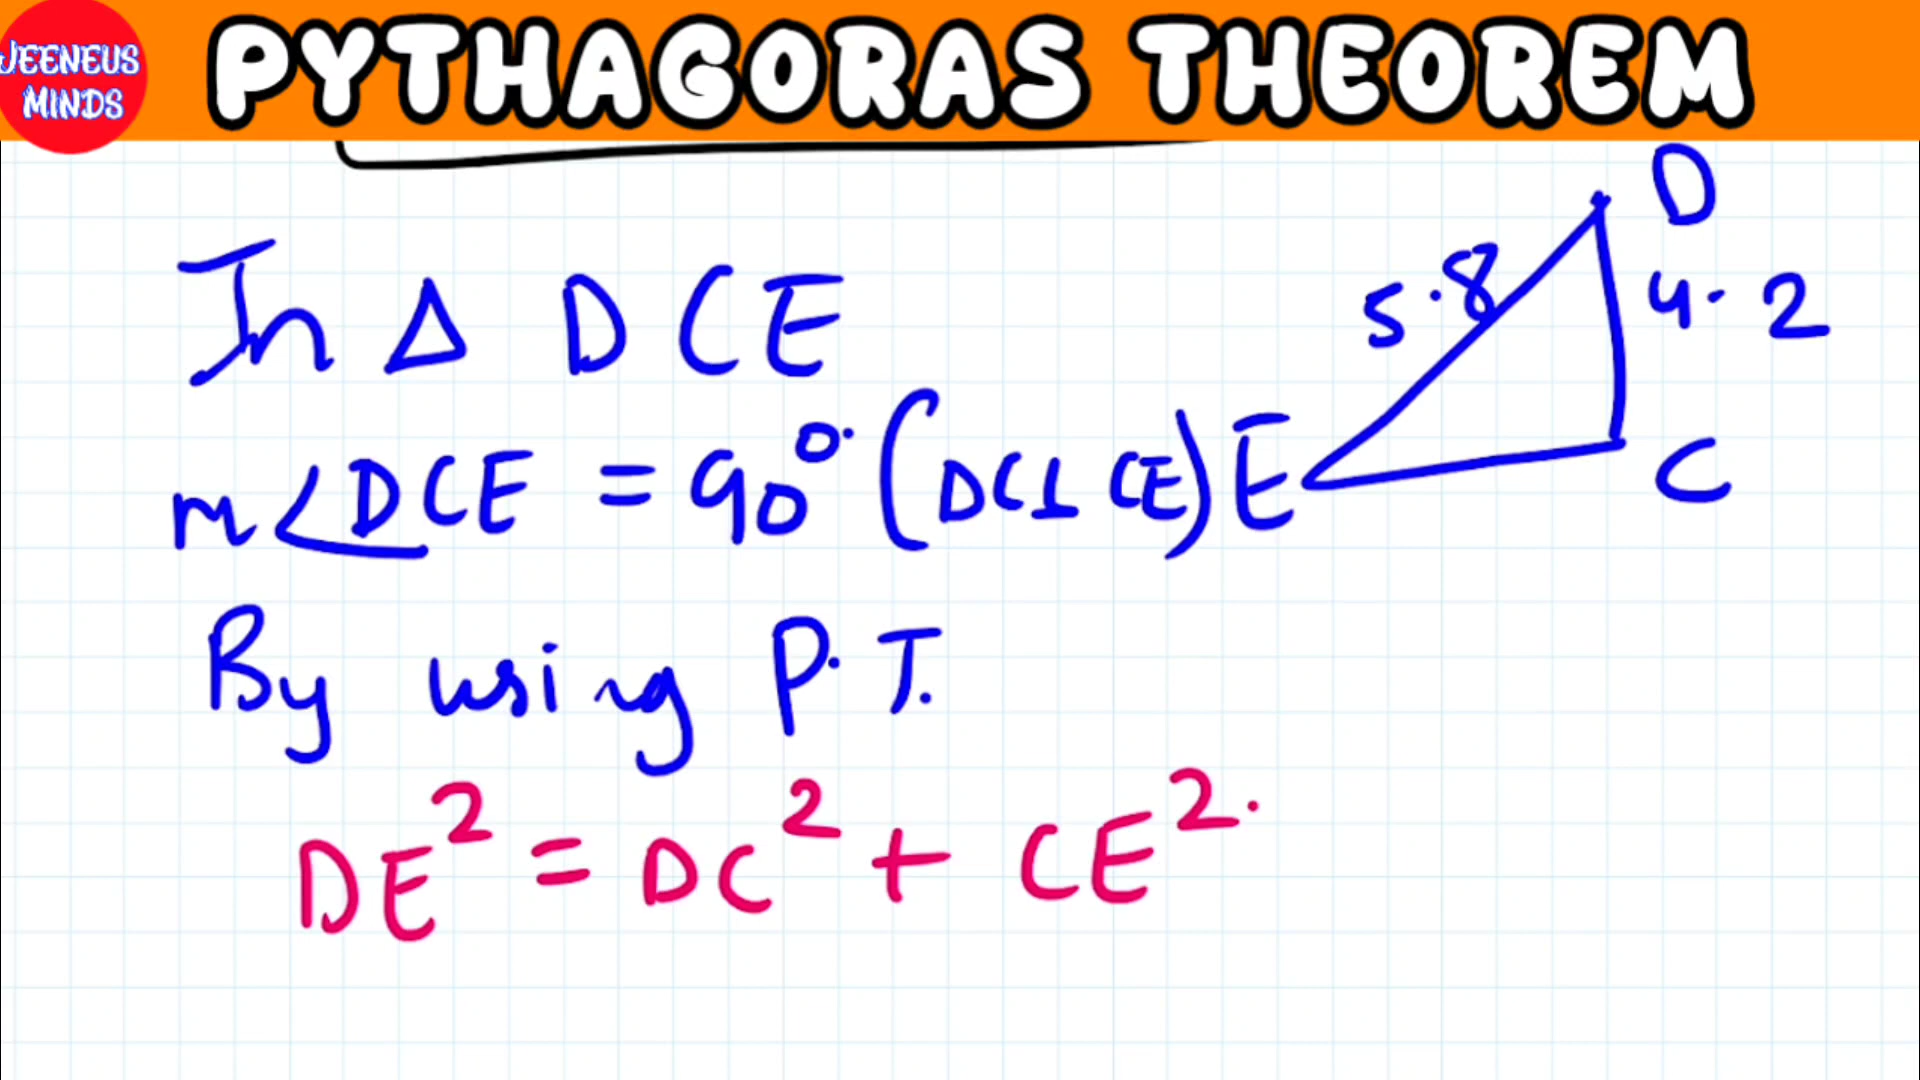 JEENEUS
MINDS
PYTHAGORAS THEOREM
In Δ DCE
m∠DCE = 90° (DC⊥CE)
By using P.T.
DE² = DC² + CE².
D
5.8
4.2
E
C